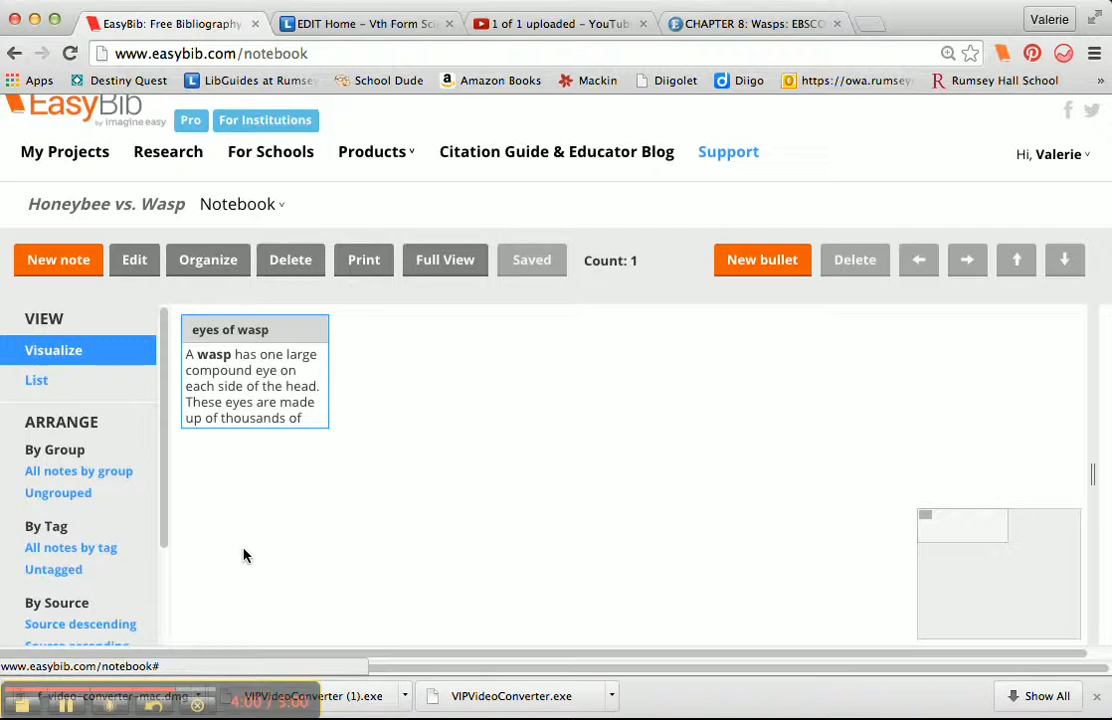 EasyBib: Free Bibliography
EDIT Home – Vth Form Sci
1 of 1 uploaded – YouTub
CHAPTER 8: Wasps: EBSCO
Valerie
www.easybib.com/notebook
Apps
Destiny Quest
LibGuides at Rumsey
School Dude
Amazon Books
Mackin
Diigolet
Diigo
https://owa.rumsey
Rumsey Hall School
»
EasyBib
by imagine easy
Pro
For Institutions
My Projects
Research
For Schools
Products
Citation Guide & Educator Blog
Support
Hi, Valerie
Honeybee vs. Wasp
Notebook
New note
Edit
Organize
Delete
Print
Full View
Saved
Count: 1
New bullet
Delete
VIEW
Visualize
List
ARRANGE
By Group
All notes by group
Ungrouped
By Tag
All notes by tag
Untagged
By Source
Source descending
Source ascending
eyes of wasp
A wasp has one large
compound eye on
each side of the head.
These eyes are made
up of thousands of
www.easybib.com/notebook#
f-video-converter-mac.dmg
VIPVideoConverter (1).exe
VIPVideoConverter.exe
Show All
4:00 / 5:00